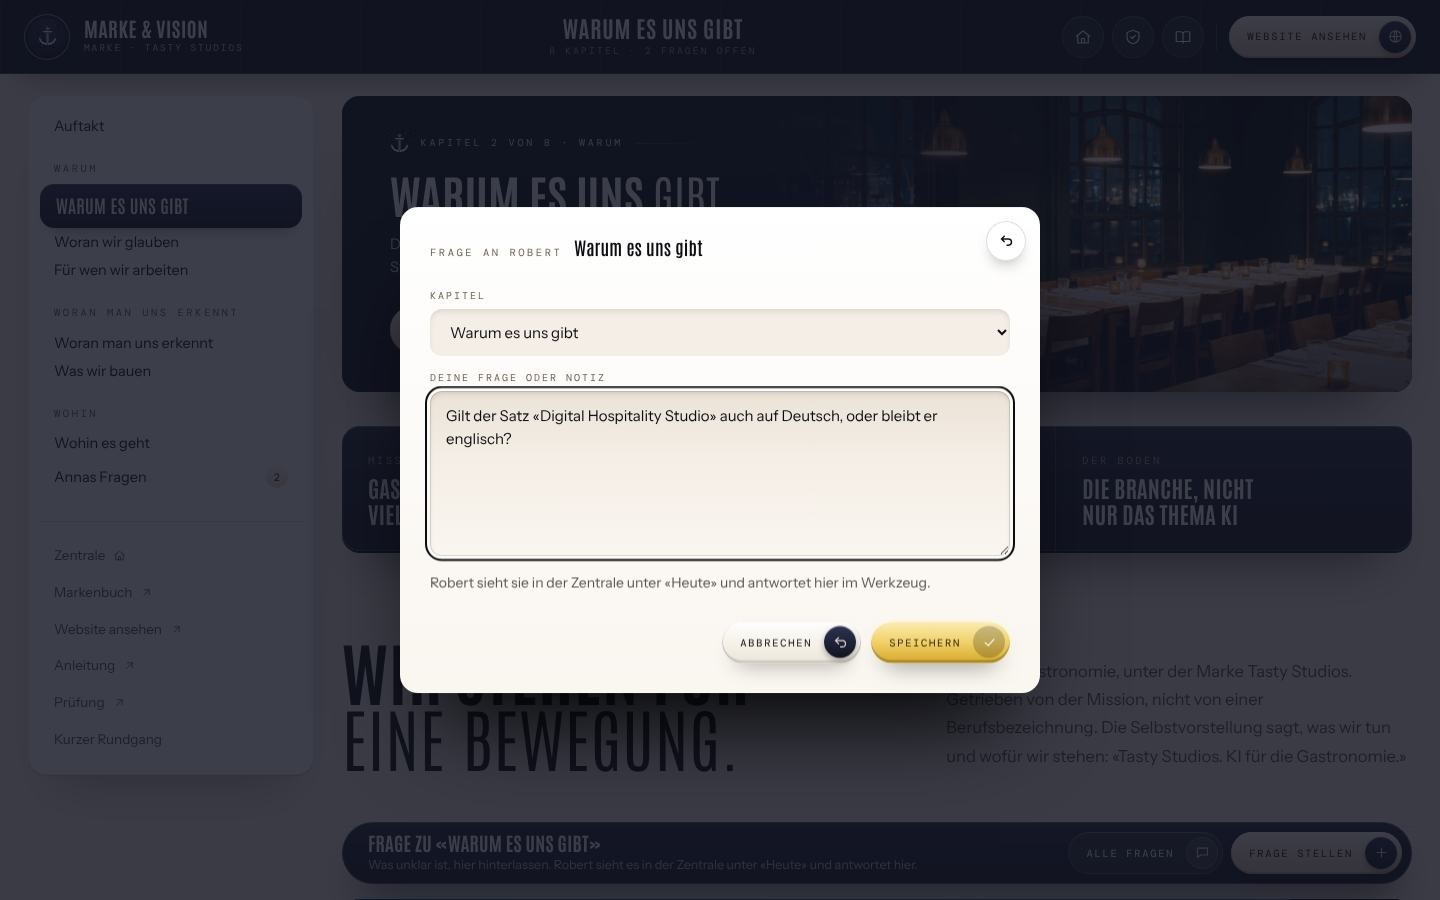 MARKE & VISION
MARKE · TASTY STUDIOS
WARUM ES UNS GIBT
8 KAPITEL · 2 FRAGEN OFFEN
WEBSITE ANSEHEN
Auftakt
WARUM
WARUM ES UNS GIBT
Woran wir glauben
Für wen wir arbeiten
WORAN MAN UNS ERKENNT
Woran man uns erkennt
Was wir bauen
WOHIN
Wohin es geht
Annas Fragen
2
Zentrale
Markenbuch
Website ansehen
Anleitung
Prüfung
Kurzer Rundgang
KAPITEL 2 VON 8 · WARUM
WARUM ES UNS GIBT
FRAGE AN ROBERT Warum es uns gibt
KAPITEL
Warum es uns gibt
DEINE FRAGE ODER NOTIZ
Gilt der Satz «Digital Hospitality Studio» auch auf Deutsch, oder bleibt er
englisch?
Robert sieht sie in der Zentrale unter «Heute» und antwortet hier im Werkzeug.
ABBRECHEN
SPEICHERN
DER BODEN
DIE BRANCHE, NICHT
NUR DAS THEMA KI
WIR STEHEN FÜR
EINE BEWEGUNG.
unter der Marke Tasty Studios.
Getrieben von der Mission, nicht von einer
Berufsbezeichnung. Die Selbstvorstellung sagt, was wir tun
und wofür wir stehen: «Tasty Studios. KI für die Gastronomie.»
FRAGE ZU «WARUM ES UNS GIBT»
Was unklar ist, hier hinterlassen. Robert sieht es in der Zentrale unter «Heute» und antwortet hier.
ALLE FRAGEN
FRAGE STELLEN